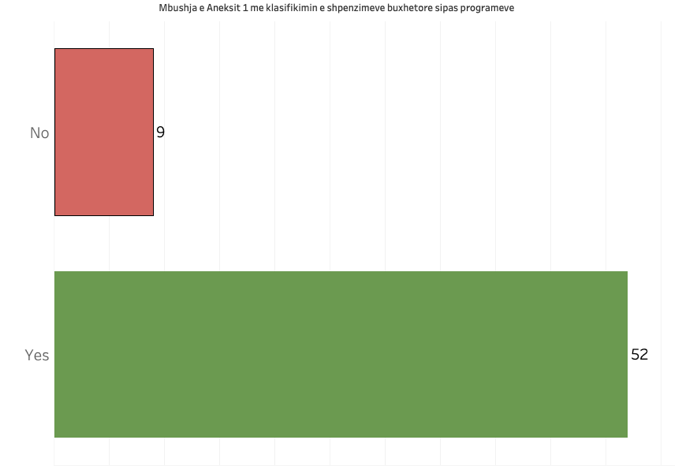 Mbushja e Aneksit 1 me klasifikimin e shpenzimeve buxhetore sipas programeve
No
9
Yes
52